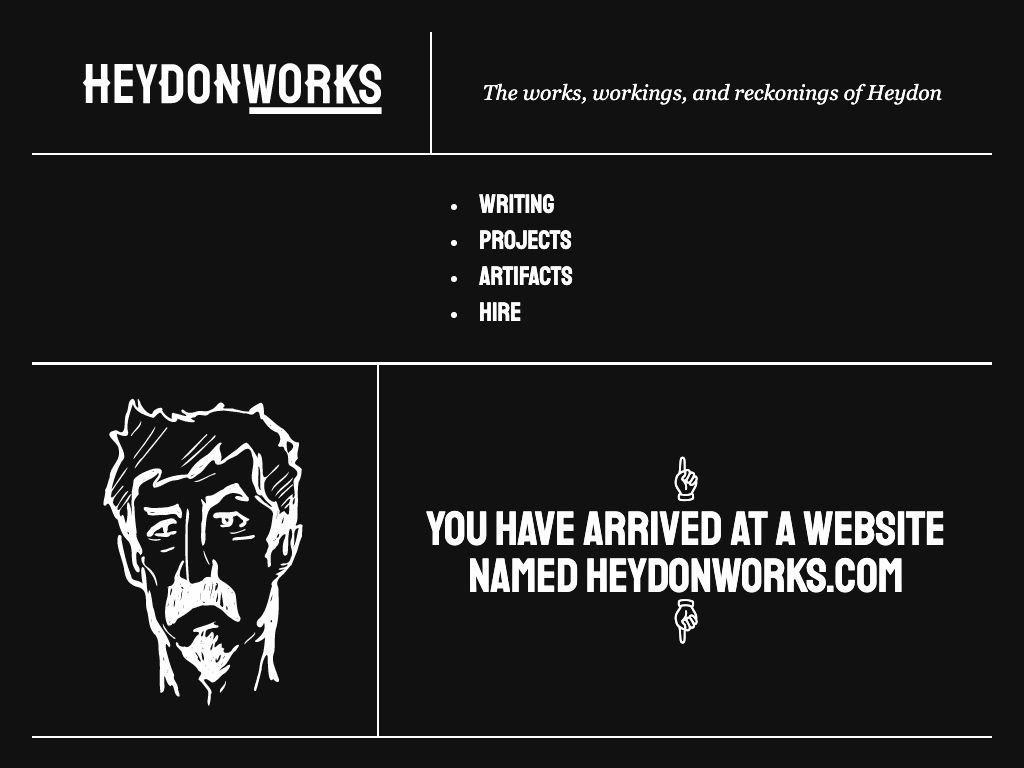 HEYDONWORKS
The works, workings, and reckonings of Heydon
WRITING
PROJECTS
ARTIFACTS
HIRE
YOU HAVE ARRIVED AT A WEBSITE
NAMED HEYDONWORKS.COM